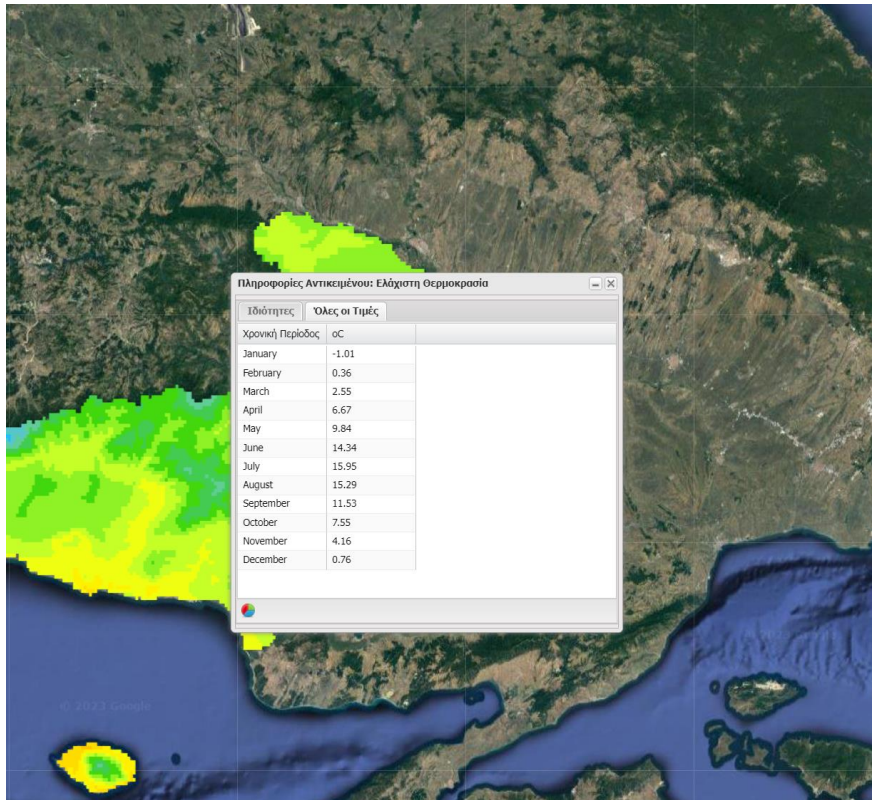 Πληροφορίες Αντικειμένου: Ελάχιστη Θερμοκρασία
Ιδιότητες Όλες οι Τιμές
Χρονική Περίοδος oC
January -1.01
February 0.36
March 2.55
April 6.67
May 9.84
June 14.34
July 15.95
August 15.29
September 11.53
October 7.55
November 4.16
December 0.76
© 2023 Google